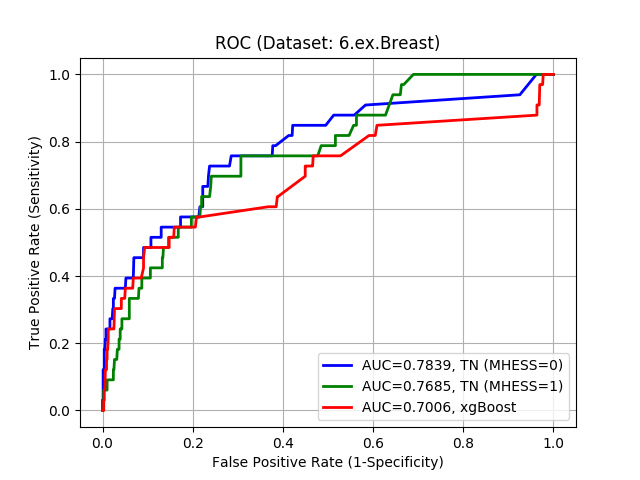 ROC (Dataset: 6.ex.Breast)
True Positive Rate (Sensitivity)
1.0
0.8
0.6
0.4
0.2
0.0
AUC=0.7839, TN (MHESS=0)
AUC=0.7685, TN (MHESS=1)
AUC=0.7006, xgBoost
0.0 0.2 0.4 0.6 0.8 1.0
False Positive Rate (1-Specificity)